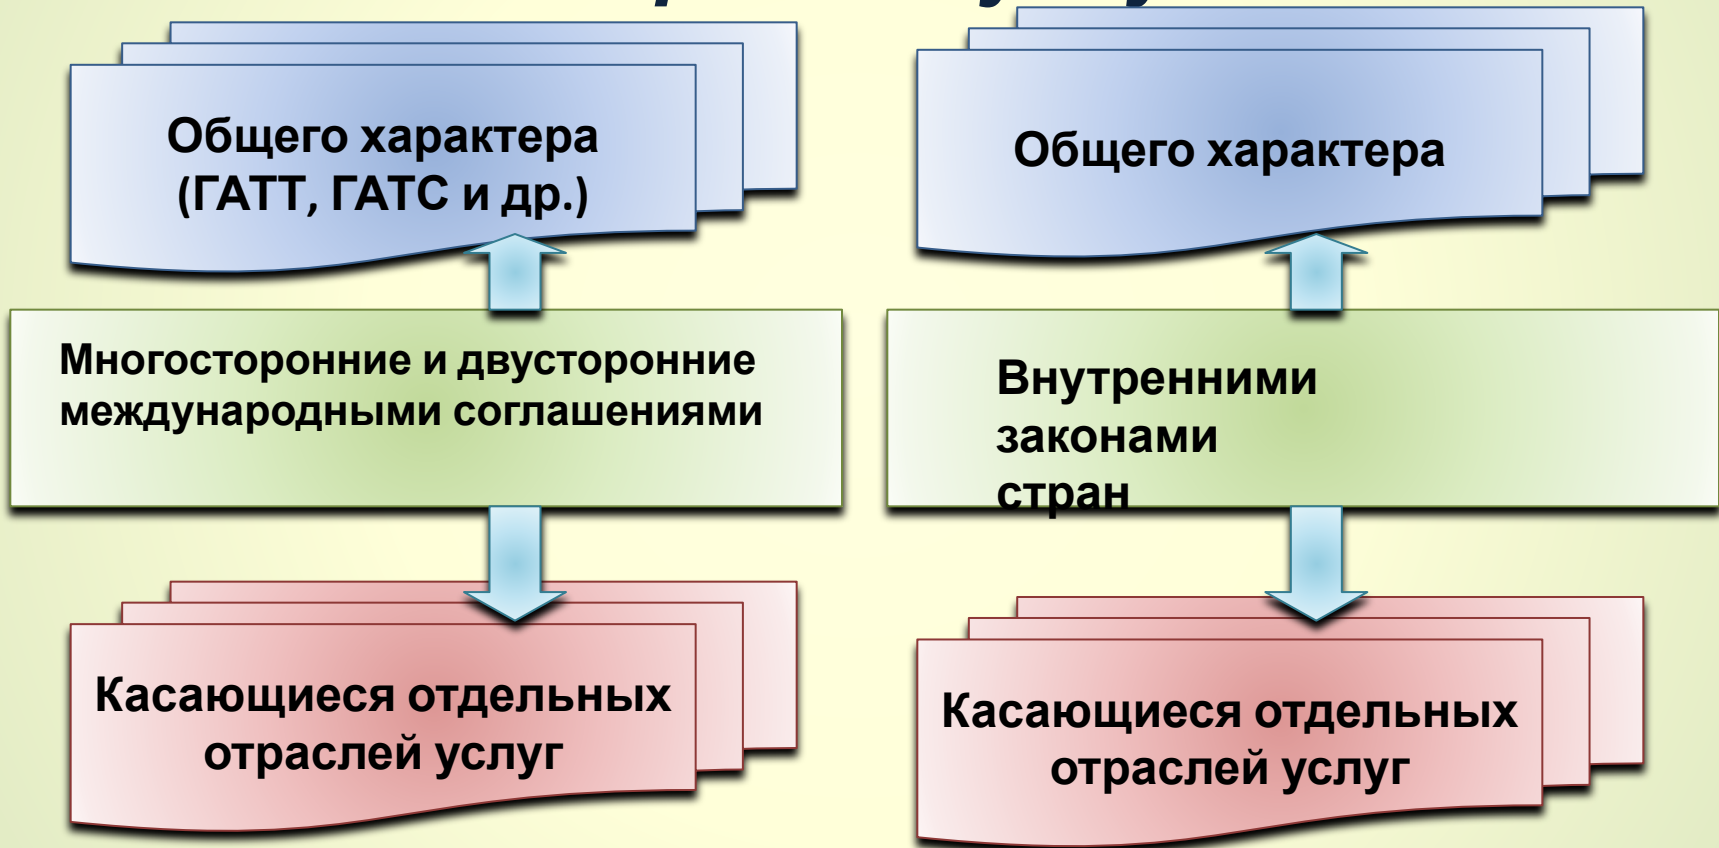 Общего характера
(ГАТТ, ГАТС и др.)
Общего характера
Многосторонние и двусторонние
международными соглашениями
Внутренними
законами
стран
Касающиеся отдельных
отраслей услуг
Касающиеся отдельных
отраслей услуг